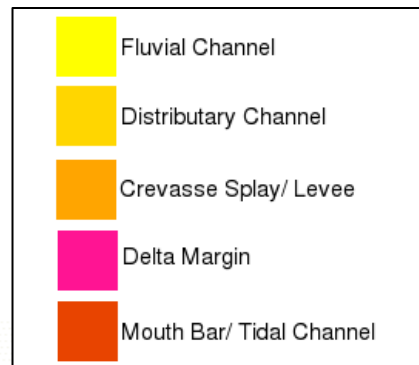 Fluvial Channel
Distributary Channel
Crevasse Splay/ Levee
Delta Margin
Mouth Bar/ Tidal Channel